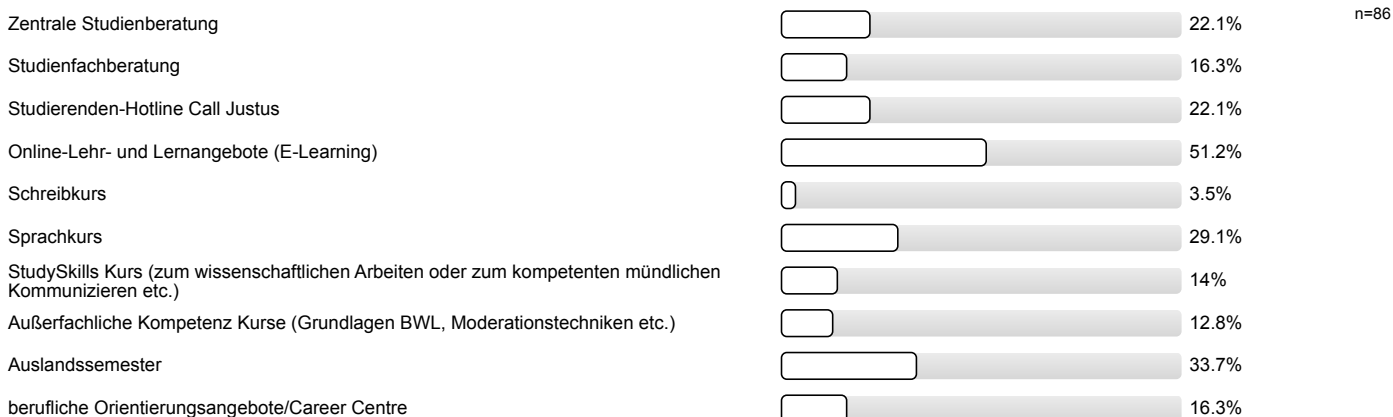 Zentrale Studienberatung 22.1% n=86
Studienfachberatung 16.3%
Studierenden-Hotline Call Justus 22.1%
Online-Lehr- und Lernangebote (E-Learning) 51.2%
Schreibkurs 3.5%
Sprachkurs 29.1%
StudySkills Kurs (zum wissenschaftlichen Arbeiten oder zum kompetenten mündlichen
Kommunizieren etc.) 14%
Außerfachliche Kompetenz Kurse (Grundlagen BWL, Moderationstechniken etc.) 12.8%
Auslandssemester 33.7%
berufliche Orientierungsangebote/Career Centre 16.3%